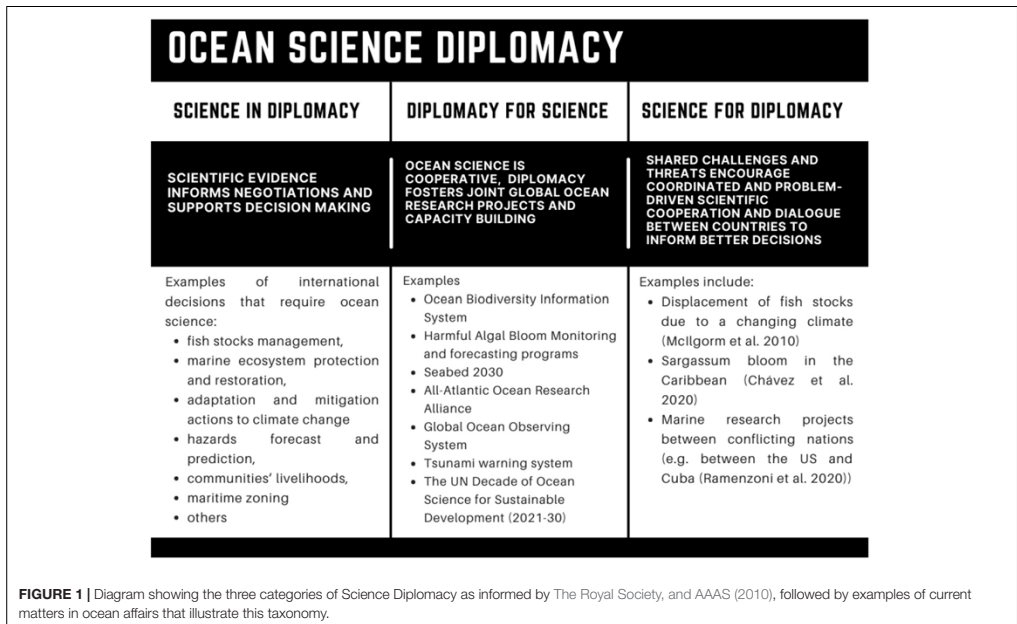 OCEAN SCIENCE DIPLOMACY
SCIENCE IN DIPLOMACY
SCIENTIFIC EVIDENCE
INFORMS NEGOTIATIONS AND
SUPPORTS DECISION MAKING
Examples of international
decisions that require ocean
science:
• fish stocks management,
• marine ecosystem protection
and restoration,
• adaptation and mitigation
actions to climate change
• hazards forecast and
prediction,
• communities' livelihoods,
• maritime zoning
• others
DIPLOMACY FOR SCIENCE
OCEAN SCIENCE IS
COOPERATIVE, DIPLOMACY
FOSTERS JOINT GLOBAL OCEAN
RESEARCH PROJECTS AND
CAPACITY BUILDING
Examples
• Ocean Biodiversity Information
System
• Harmful Algal Bloom Monitoring
and forecasting programs
• Seabed 2030
• All-Atlantic Ocean Research
Alliance
• Global Ocean Observing
System
• Tsunami warning system
• The UN Decade of Ocean
Science for Sustainable
Development (2021-30)
SCIENCE FOR DIPLOMACY
SHARED CHALLENGES AND
THREATS ENCOURAGE
COORDINATED AND PROBLEM-
DRIVEN SCIENTIFIC
COOPERATION AND DIALOGUE
BETWEEN COUNTRIES TO
INFORM BETTER DECISIONS
Examples include:
• Displacement of fish stocks
due to a changing climate
(McIlgorm et al. 2010)
• Sargassum bloom in the
Caribbean (Chávez et al.
2020)
• Marine research projects
between conflicting nations
(e.g. between the US and
Cuba (Ramenzoni et al. 2020))
FIGURE 1 | Diagram showing the three categories of Science Diplomacy as informed by The Royal Society, and AAAS (2010), followed by examples of current
matters in ocean affairs that illustrate this taxonomy.